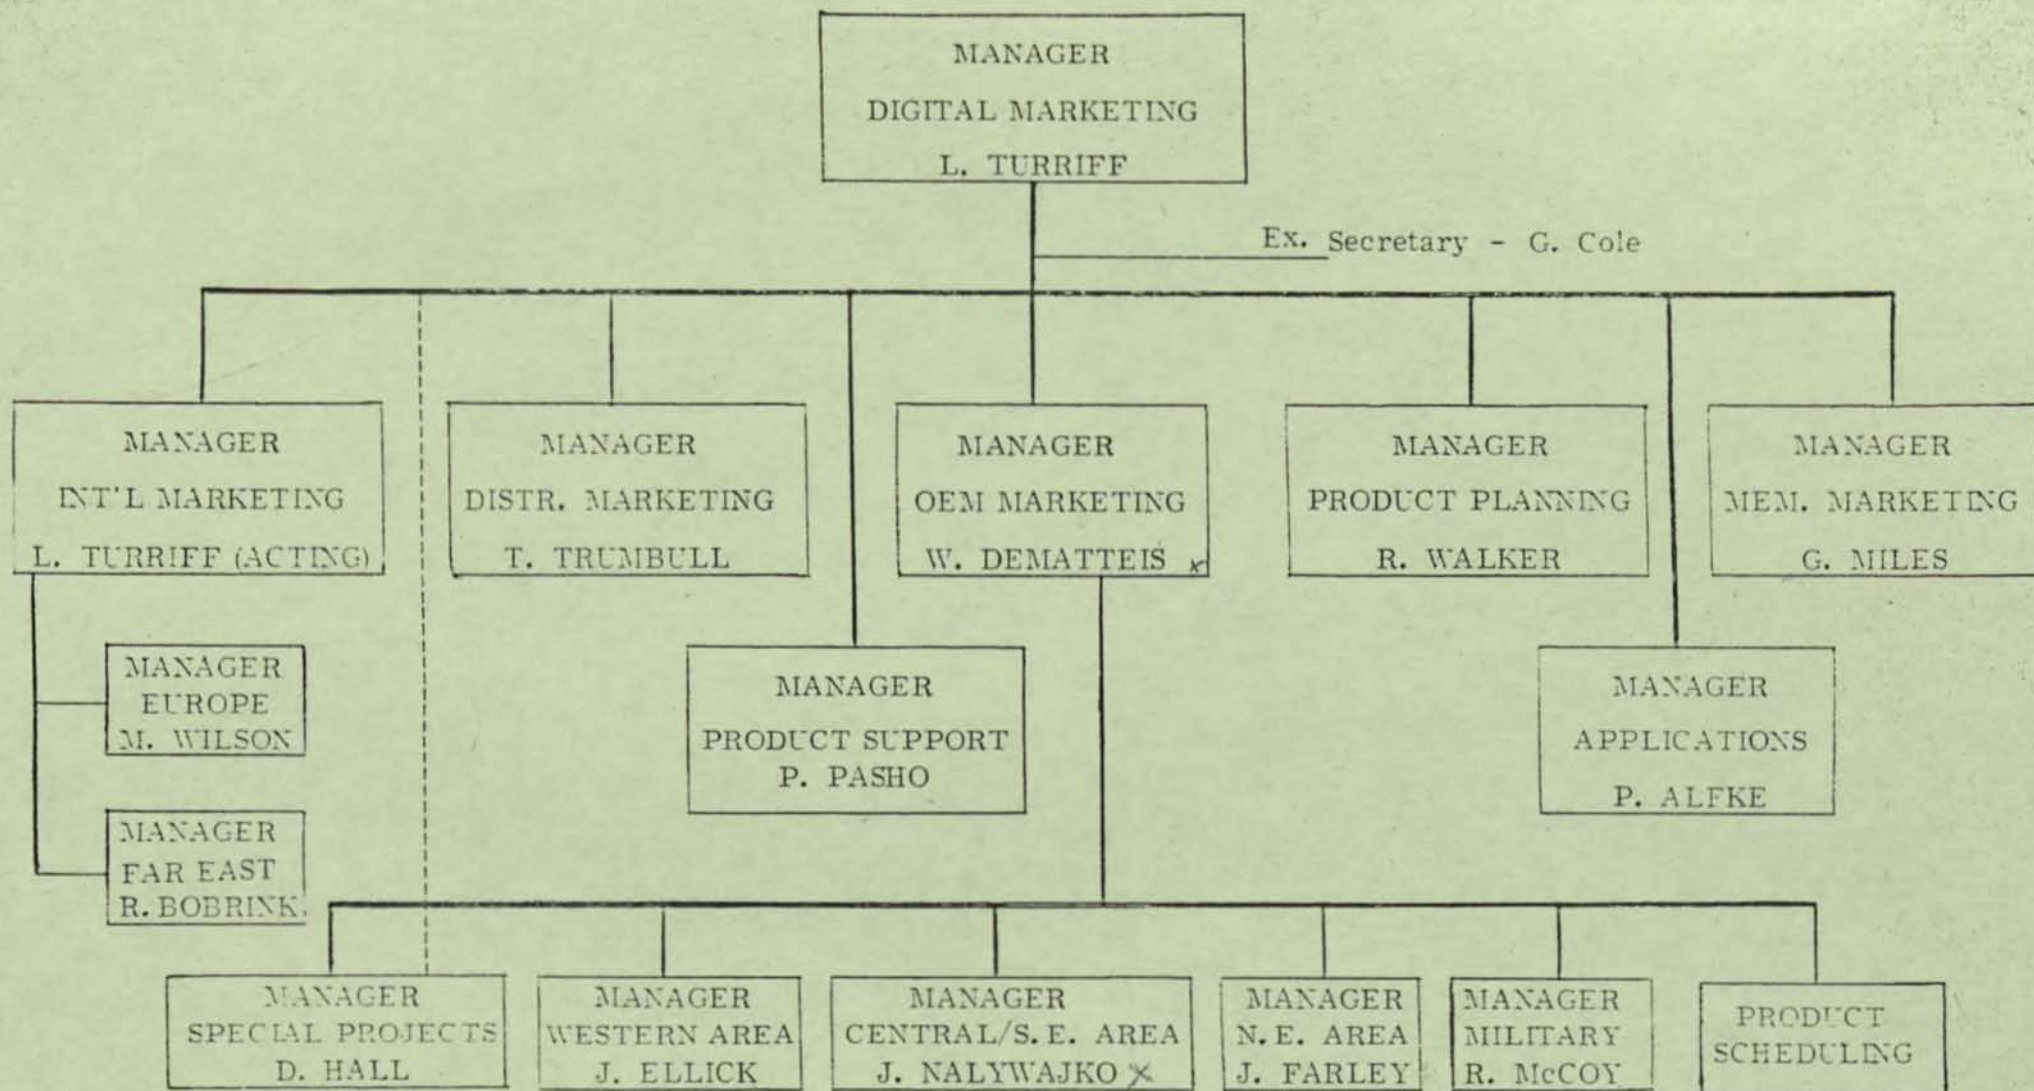 MANAGER
DIGITAL MARKETING
L. TURRIFF
Ex. Secretary - G. Cole
MANAGER
INT'L MARKETING
L. TURRIFF (ACTING)
MANAGER
DISTR. MARKETING
T. TRUMBULL
MANAGER
OEM MARKETING
W. DEMATTEIS x
MANAGER
PRODUCT PLANNING
R. WALKER
MANAGER
MEM. MARKETING
G. MILES
MANAGER
EUROPE
M. WILSON
MANAGER
FAR EAST
R. BOBRINK
MANAGER
PRODUCT SUPPORT
P. PASHO
MANAGER
APPLICATIONS
P. ALFKE
MANAGER
SPECIAL PROJECTS
D. HALL
MANAGER
WESTERN AREA
J. ELLICK
MANAGER
CENTRAL/S.E. AREA
J. NALYWAJKO x
MANAGER
N.E. AREA
J. FARLEY
MANAGER
MILITARY
R. McCOY
PRODUCT
SCHEDULING